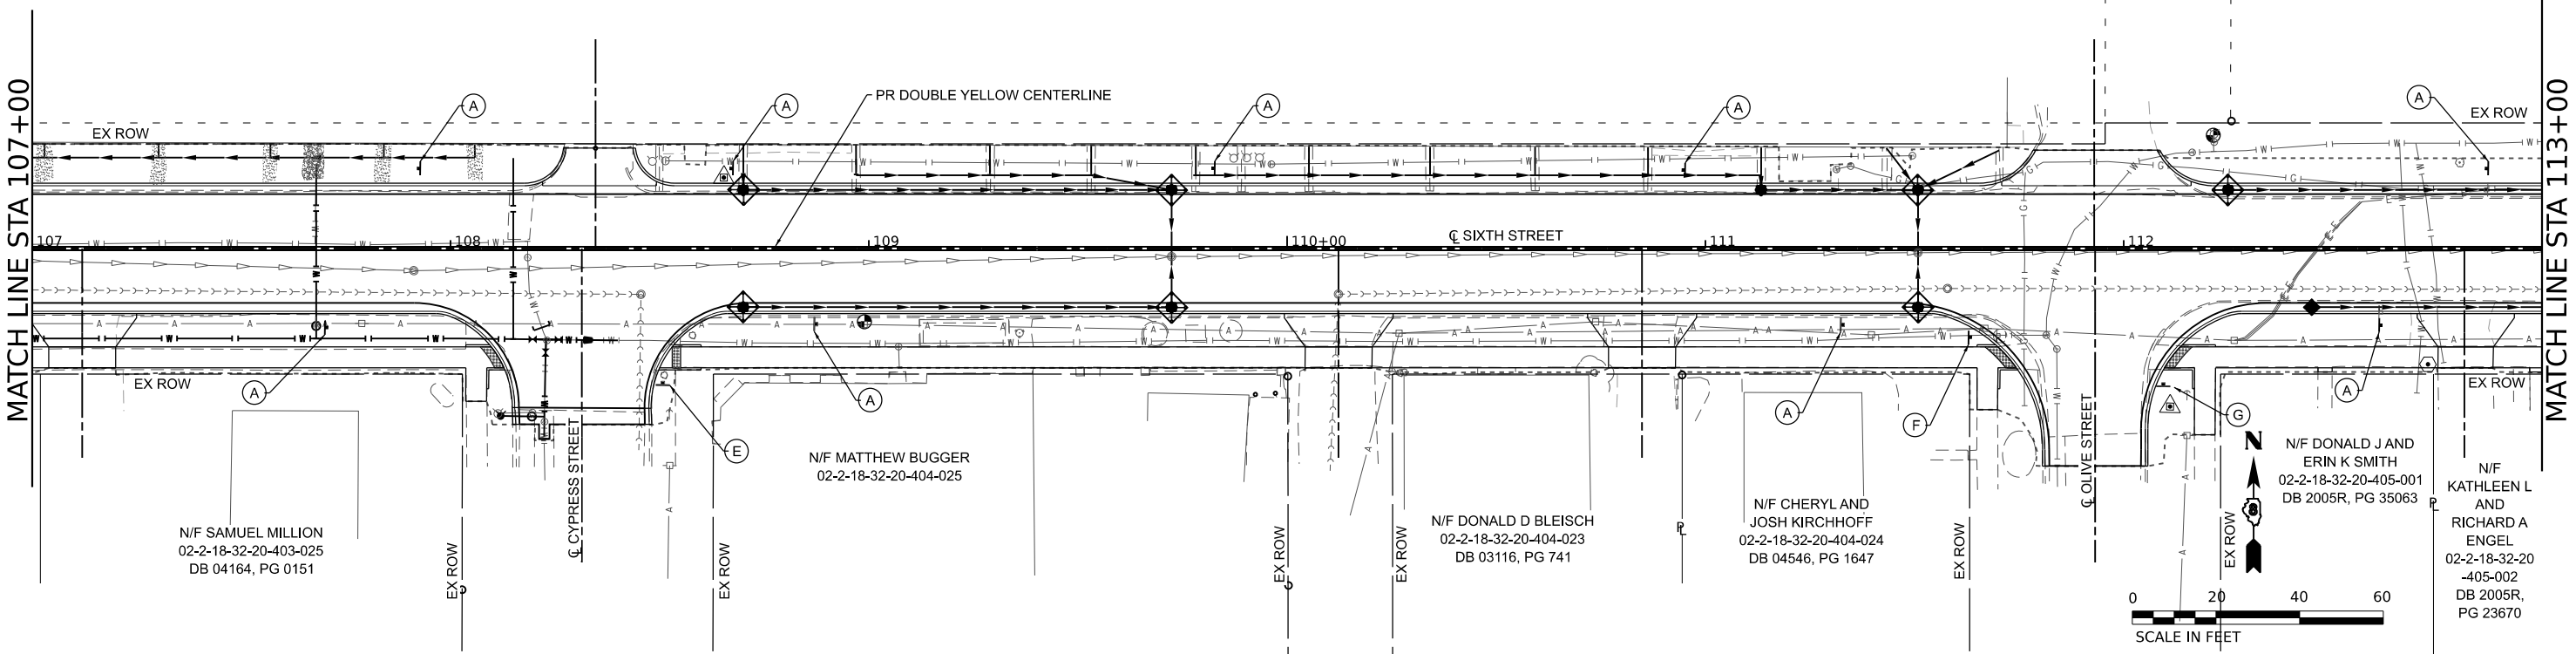 MATCH LINE STA 107+00
EX ROW
A
A
PR DOUBLE YELLOW CENTERLINE
A
A
A
EX ROW
MATCH LINE STA 113+00
107
108
109
110+00
℄ SIXTH STREET
111
112
EX ROW
A
A
A
F
A
G
EX ROW
E
N/F SAMUEL MILLION
02-2-18-32-20-403-025
DB 04164, PG 0151
EX ROW
℄ CYPRESS STREET
EX ROW
N/F MATTHEW BUGGER
02-2-18-32-20-404-025
EX ROW
EX ROW
N/F DONALD D BLEISCH
02-2-18-32-20-404-023
DB 03116, PG 741
PL
N/F CHERYL AND
JOSH KIRCHHOFF
02-2-18-32-20-404-024
DB 04546, PG 1647
EX ROW
℄ OLIVE STREET
EX ROW
N
8
N/F DONALD J AND
ERIN K SMITH
02-2-18-32-20-405-001
DB 2005R, PG 35063
PL
N/F
KATHLEEN L
AND
RICHARD A
ENGEL
02-2-18-32-20
-405-002
DB 2005R,
PG 23670
0 20 40 60
SCALE IN FEET